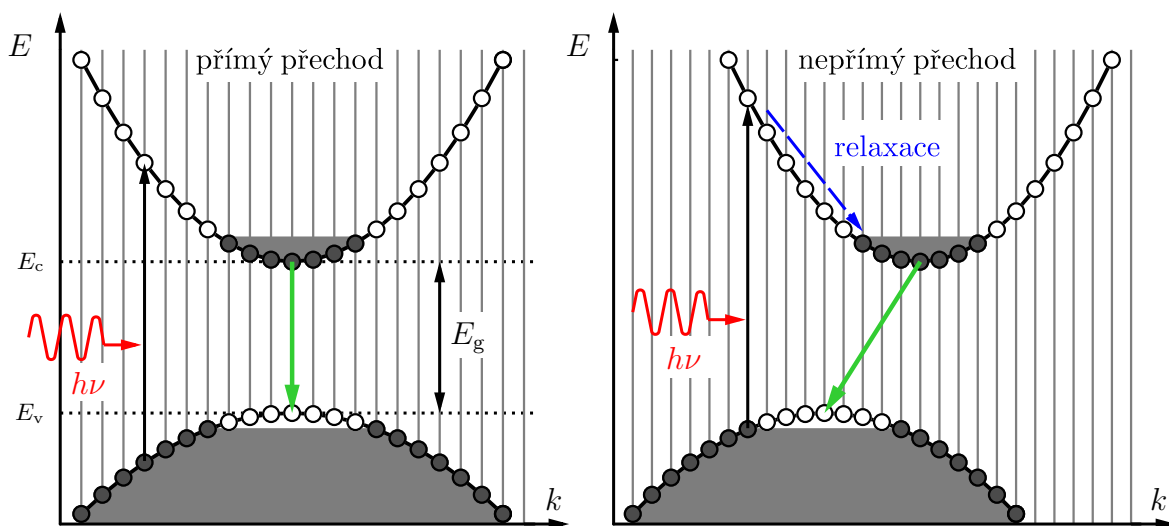 E
přímý přechod
E_c
E_g
hν
E_v
k
E
nepřímý přechod
relaxace
hν
k